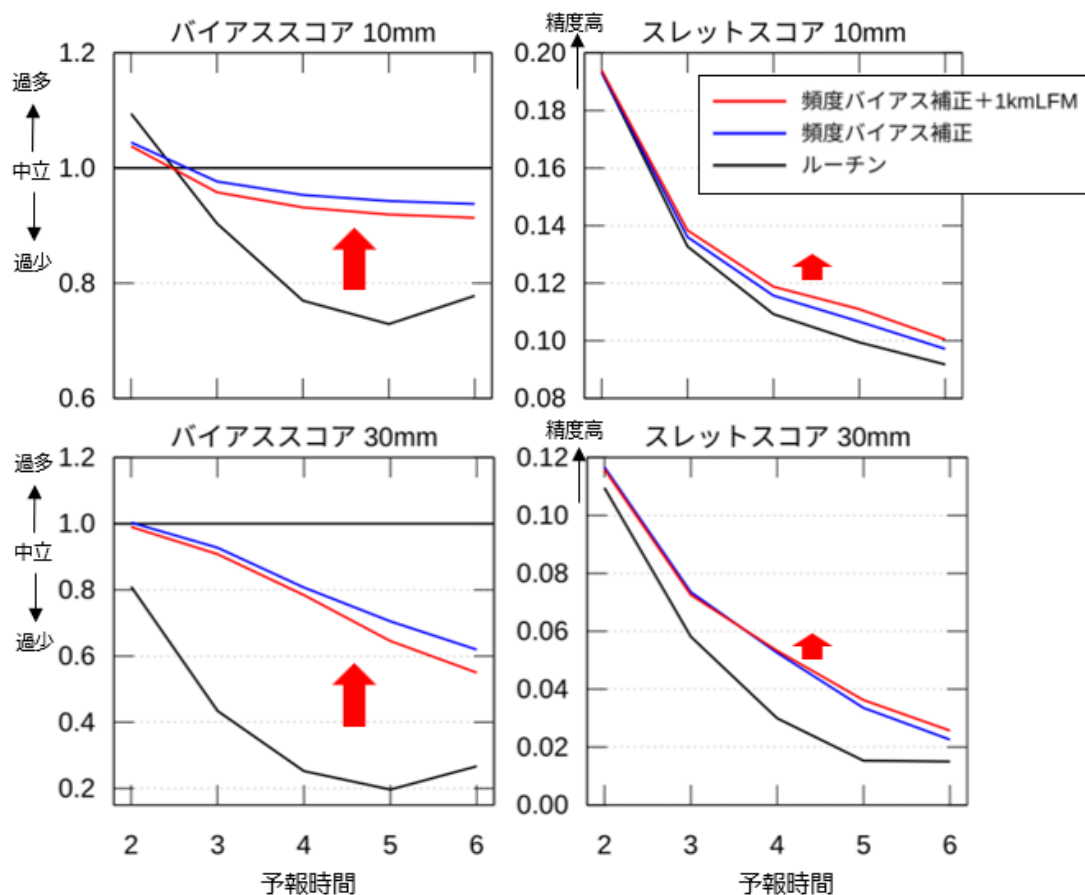 バイアススコア 10mm
1.2
1.0
0.8
0.6
過多
中立
過少
精度高
スレットスコア 10mm
0.20
0.18
0.16
0.14
0.12
0.10
0.08
頻度バイアス補正+1kmLFM
頻度バイアス補正
ルーチン
バイアススコア 30mm
1.2
1.0
0.8
0.6
0.4
0.2
過多
中立
過少
2 3 4 5 6
予報時間
精度高
スレットスコア 30mm
0.12
0.10
0.08
0.06
0.04
0.02
0.00
2 3 4 5 6
予報時間